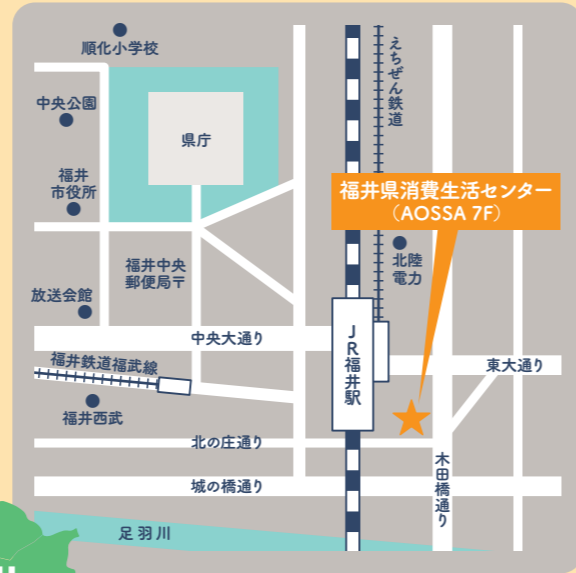 順化小学校
中央公園
県庁
えちぜん鉄道
福井
市役所
福井県消費生活センター
（AOSSA 7F）
福井中央
郵便局〒
北陸
電力
放送会館
中央大通り
JR福井駅
福井鉄道福武線
東大通り
福井西武
北の庄通り
木田橋通り
城の橋通り
足羽川